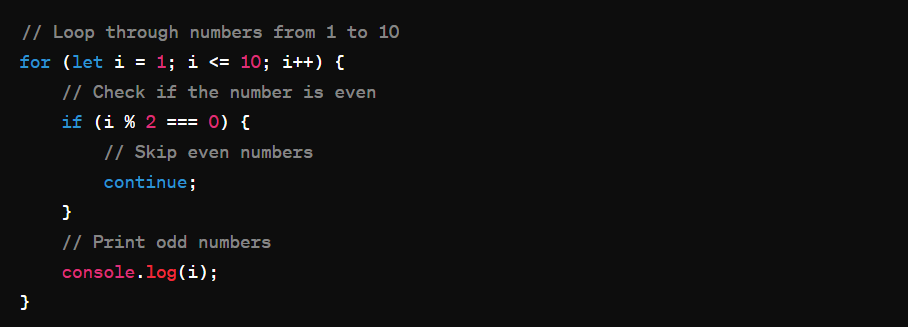 // Loop through numbers from 1 to 10
for (let i = 1; i <= 10; i++) {
    // Check if the number is even
    if (i % 2 === 0) {
        // Skip even numbers
        continue;
    }
    // Print odd numbers
    console.log(i);
}